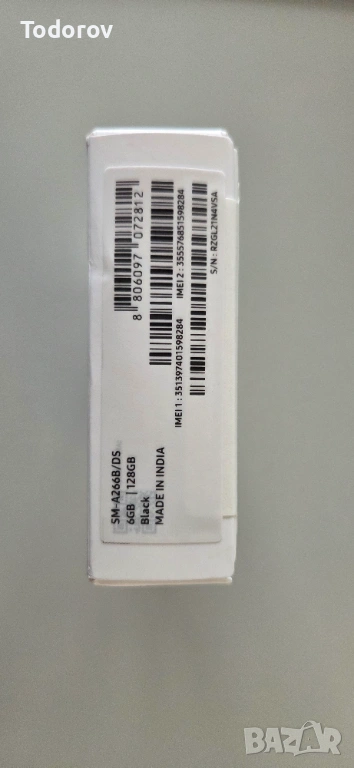 Todorov
SM-A266B/DS
6GB | 128GB
Black
MADE IN INDIA
8 806097 072812
IMEI 1 : 351397401598284
IMEI 2 : 355576851598284
S/N : RZGL21N4VSA
BAZAR